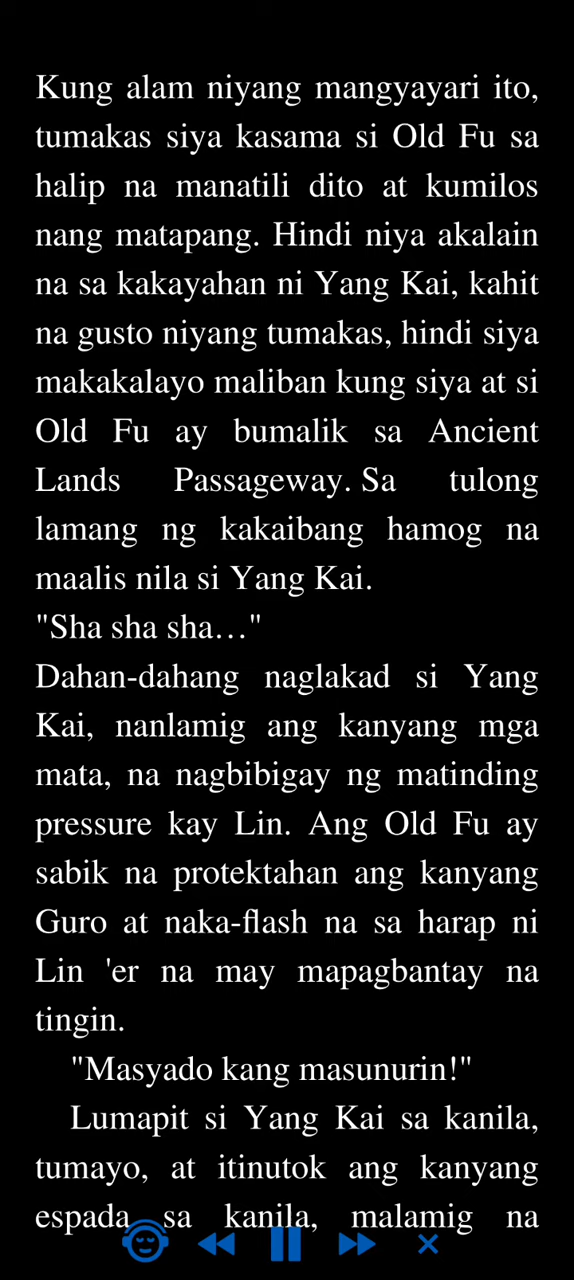 Kung alam niyang mangyayari ito,
tumakas siya kasama si Old Fu sa
halip na manatili dito at kumilos
nang matapang. Hindi niya akalain
na sa kakayahan ni Yang Kai, kahit
na gusto niyang tumakas, hindi siya
makakalayo maliban kung siya at si
Old Fu ay bumalik sa Ancient
Lands Passageway. Sa tulong
lamang ng kakaibang hamog na
maalis nila si Yang Kai.
"Sha sha sha…"
Dahan-dahang naglakad si Yang
Kai, nanlamig ang kanyang mga
mata, na nagbibigay ng matinding
pressure kay Lin. Ang Old Fu ay
sabik na protektahan ang kanyang
Guro at naka-flash na sa harap ni
Lin 'er na may mapagbantay na
tingin.
"Masyado kang masunurin!"
Lumapit si Yang Kai sa kanila,
tumayo, at itinutok ang kanyang
espada sa kanila, malamig na